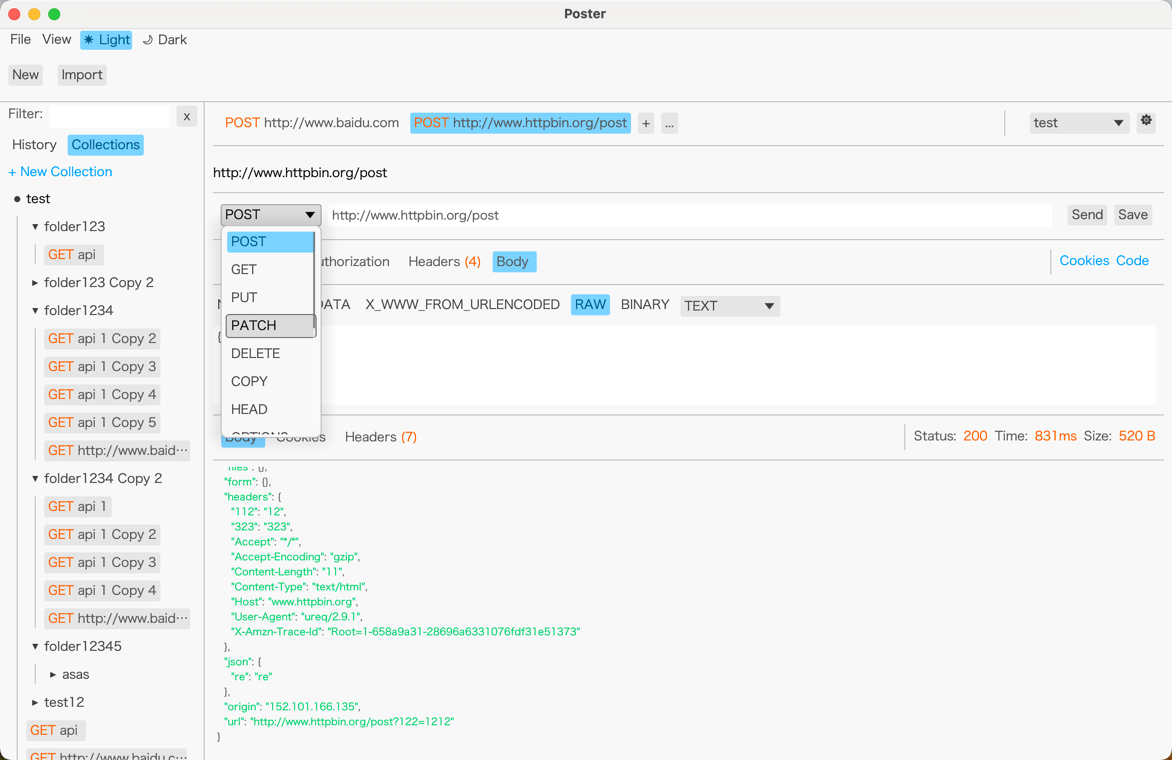 Poster
File View Light Dark
New Import
Filter: x
History Collections
+ New Collection
test
folder123
GET api
folder123 Copy 2
folder1234
GET api 1 Copy 2
GET api 1 Copy 3
GET api 1 Copy 4
GET api 1 Copy 5
GET http://www.baid⋯
folder1234 Copy 2
GET api 1
GET api 1 Copy 2
GET api 1 Copy 3
GET api 1 Copy 4
GET http://www.baid⋯
folder12345
asas
test12
GET api
GET http://www.baidu.c⋯
POST http://www.baidu.com POST http://www.httpbin.org/post + ... test
http://www.httpbin.org/post
POST http://www.httpbin.org/post Send Save
POST
GET
PUT
PATCH
DELETE
COPY
HEAD
OPTIONS
uthorization Headers (4) Body Cookies Code
DATA X_WWW_FROM_URLENCODED RAW BINARY TEXT
{
Body Cookies Headers (7) Status: 200 Time: 831ms Size: 520 B
"files": {},
"form": {},
"headers": {
"112": "12",
"323": "323",
"Accept": "*/*",
"Accept-Encoding": "gzip",
"Content-Length": "11",
"Content-Type": "text/html",
"Host": "www.httpbin.org",
"User-Agent": "ureq/2.9.1",
"X-Amzn-Trace-Id": "Root=1-658a9a31-28696a6331076fdf31e51373"
},
"json": {
"re": "re"
},
"origin": "152.101.166.135",
"url": "http://www.httpbin.org/post?122=1212"
}